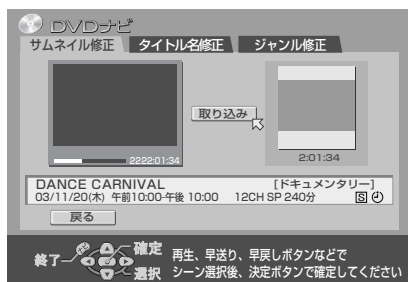 DVDナビ
サムネイル修正 タイトル名修正 ジャンル修正
取り込み
2222:01:34
2:01:34
DANCE CARNIVAL [ドキュメンタリー]
03/11/20(木) 午前10:00-午後 10:00 12CH SP 240分 S
戻る
終了 確定 選択
再生、早送り、早戻しボタンなどで
シーン選択後、決定ボタンで確定してください